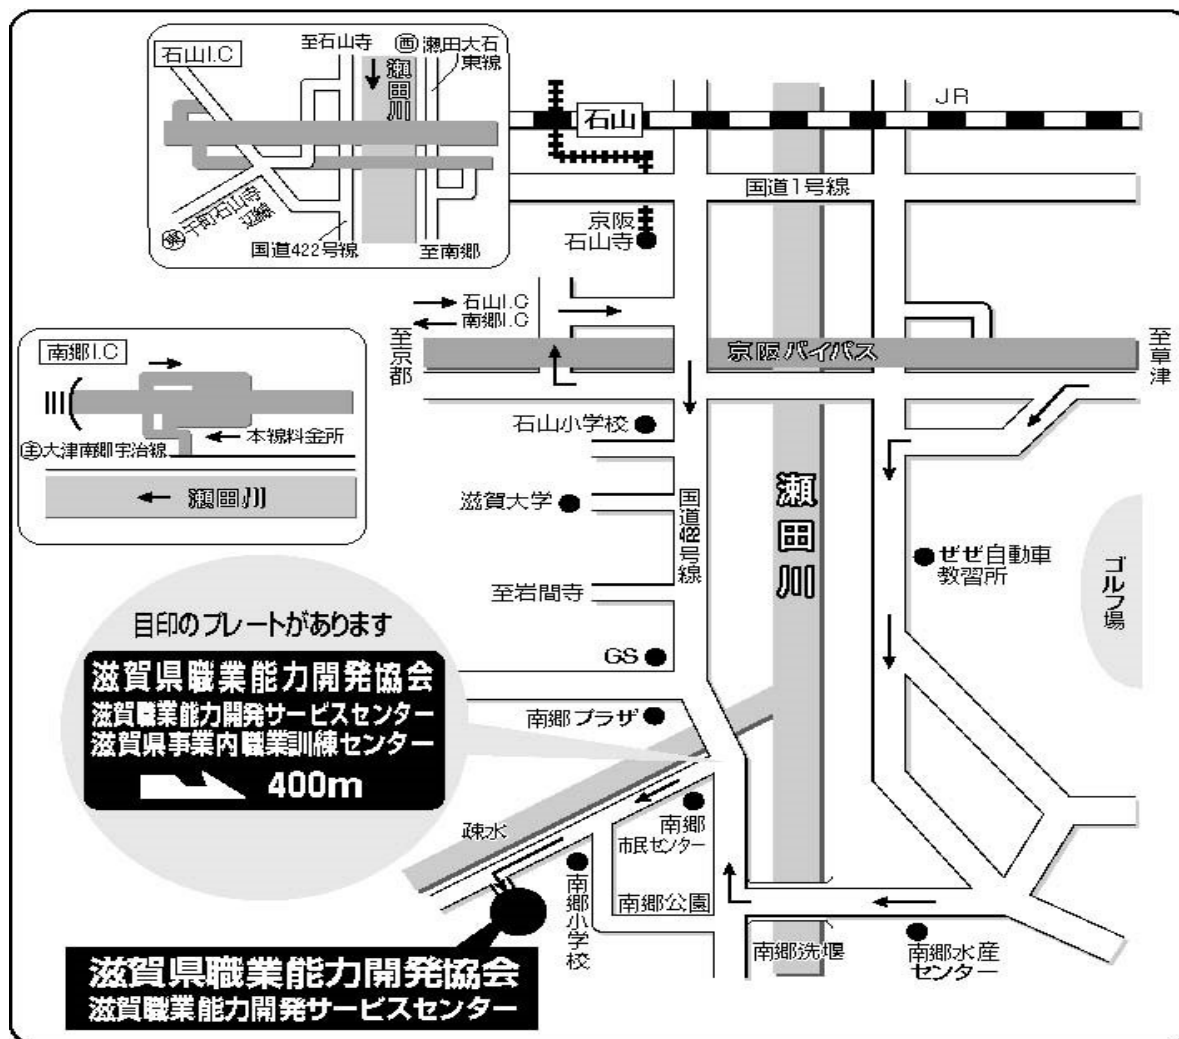 石山I.C
至石山寺
㊄瀬田大石
東線
瀬田川
㊍千町石山寺
辺線
国道422号線
至南郷
JR
石山
国道1号線
京阪
石山寺
石山I.C
南郷I.C
至京都
京阪バイパス
至草津
南郷I.C
本線料金所
主大津南郷宇治線
瀬田川
石山小学校
滋賀大学
国道422号線
瀬田川
ぜぜ自動車
教習所
ゴルフ場
至岩間寺
GS
目印のプレートがあります
滋賀県職業能力開発協会
滋賀職業能力開発サービスセンター
滋賀県事業内職業訓練センター
400m
南郷プラザ
疎水
南郷
市民センター
南郷公園
南郷小学校
南郷洗堰
南郷水産
センター
滋賀県職業能力開発協会
滋賀職業能力開発サービスセンター